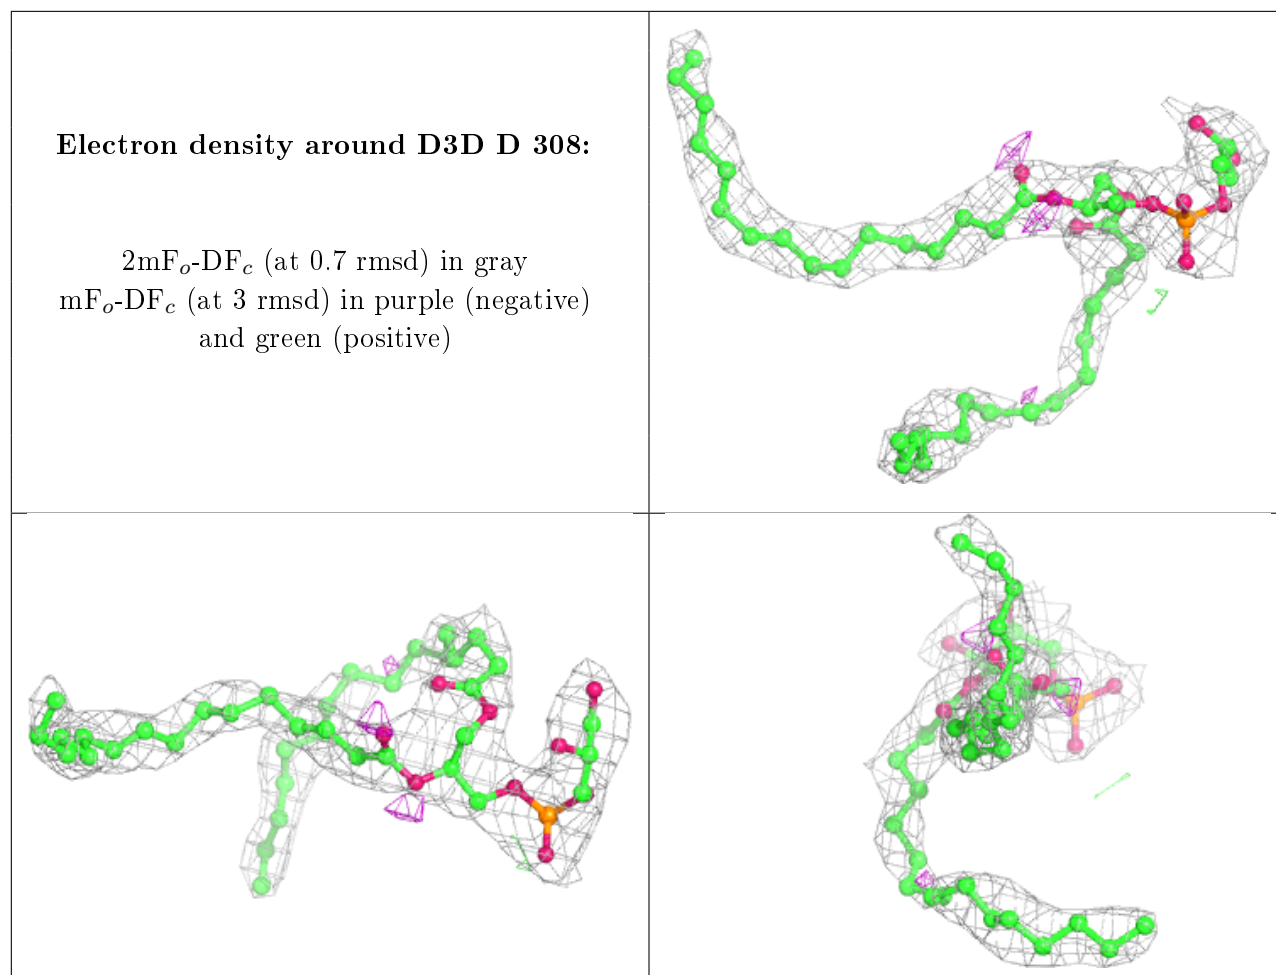 Electron density around D3D D 308:
2mFo-DFc (at 0.7 rmsd) in gray
mFo-DFc (at 3 rmsd) in purple (negative)
and green (positive)